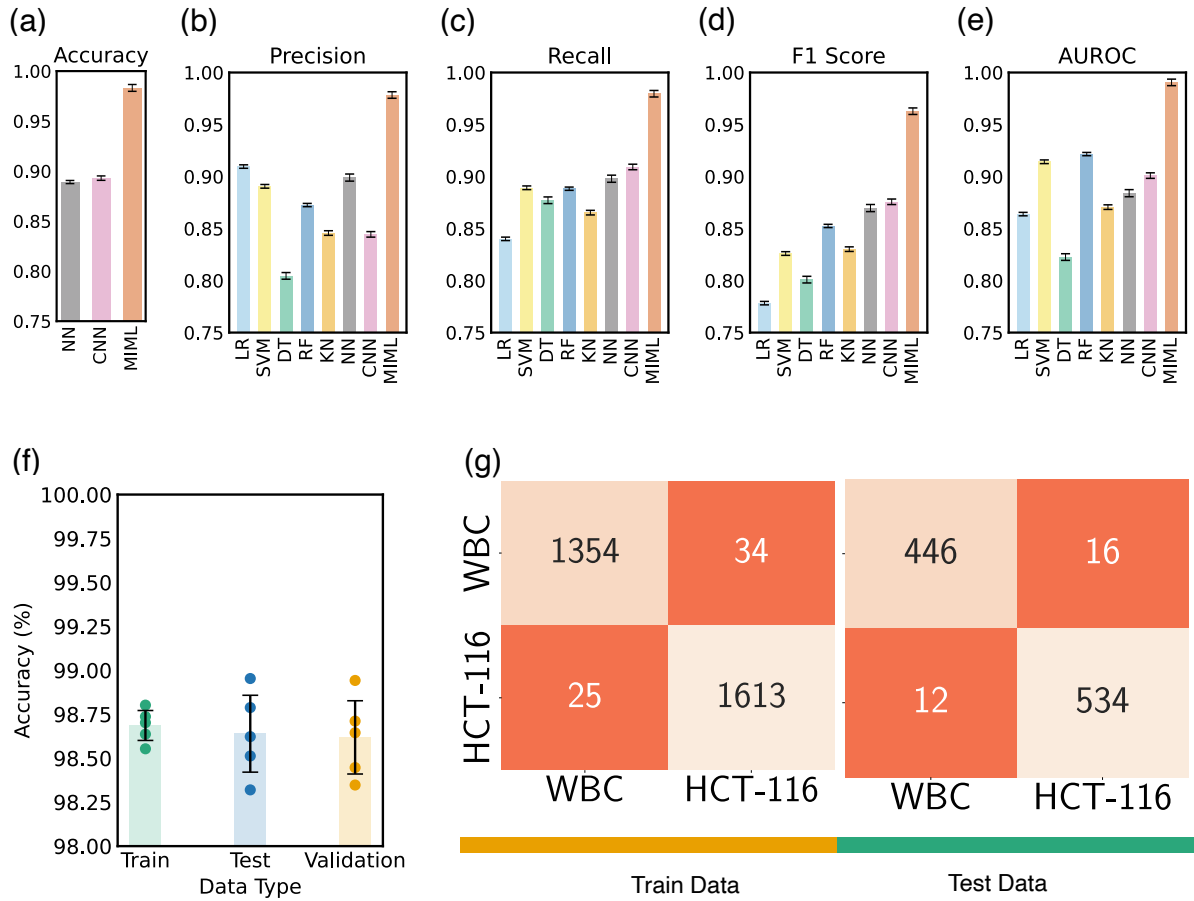 (a)
Accuracy
1.00
0.95
0.90
0.85
0.80
0.75
NN
CNN
MIML
(b)
Precision
1.00
0.95
0.90
0.85
0.80
0.75
LR
SVM
DT
RF
KN
NN
CNN
MIML
(c)
Recall
1.00
0.95
0.90
0.85
0.80
0.75
LR
SVM
DT
RF
KN
NN
CNN
MIML
(d)
F1 Score
1.00
0.95
0.90
0.85
0.80
0.75
LR
SVM
DT
RF
KN
NN
CNN
MIML
(e)
AUROC
1.00
0.95
0.90
0.85
0.80
0.75
LR
SVM
DT
RF
KN
NN
CNN
MIML
(f)
Accuracy (%)
100.00
99.75
99.50
99.25
99.00
98.75
98.50
98.25
98.00
Train Test Validation
Data Type
(g)
WBC
1354 34 446 16
HCT-116
25 1613 12 534
WBC HCT-116 WBC HCT-116
Train Data Test Data